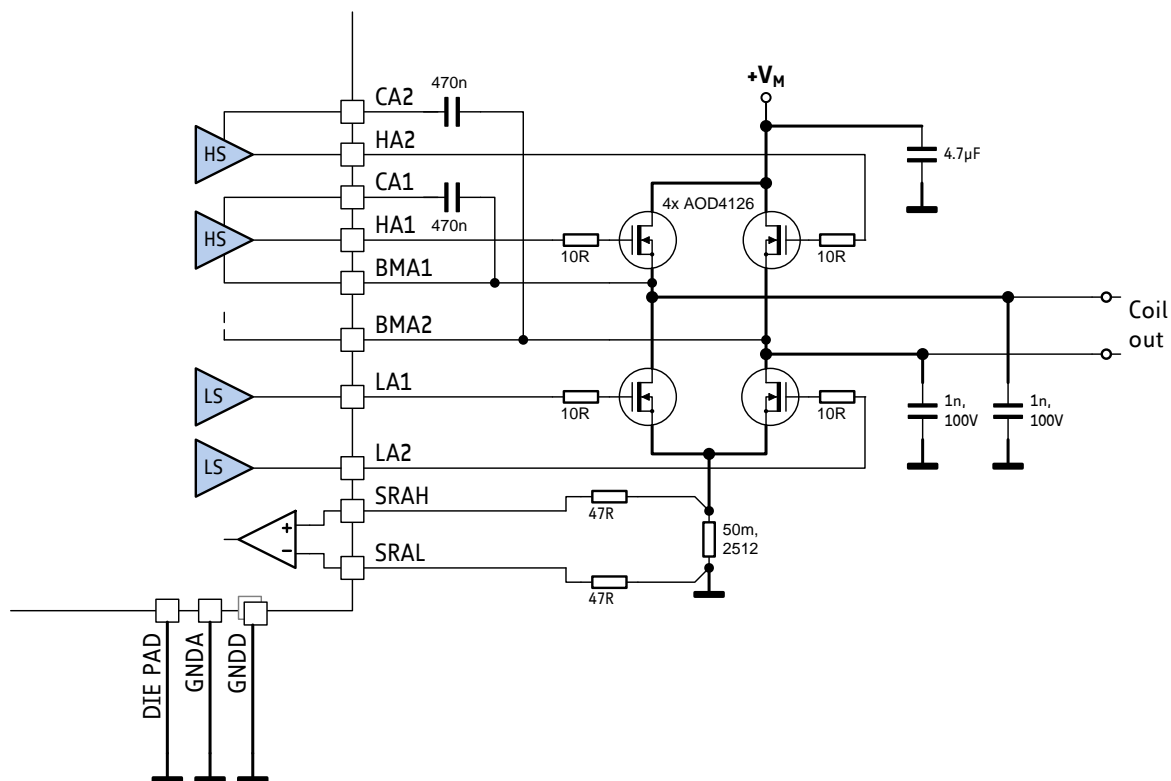 +VM
CA2
470n
HA2
HS
4.7µF
CA1
470n
4x AOD4126
HA1
HS
10R
10R
BMA1
Coil
out
BMA2
LA1
LS
10R
10R
1n,
100V
1n,
100V
LA2
LS
SRAH
47R
50m,
2512
+
−
SRAL
47R
DIE PAD
GNDA
GNDD